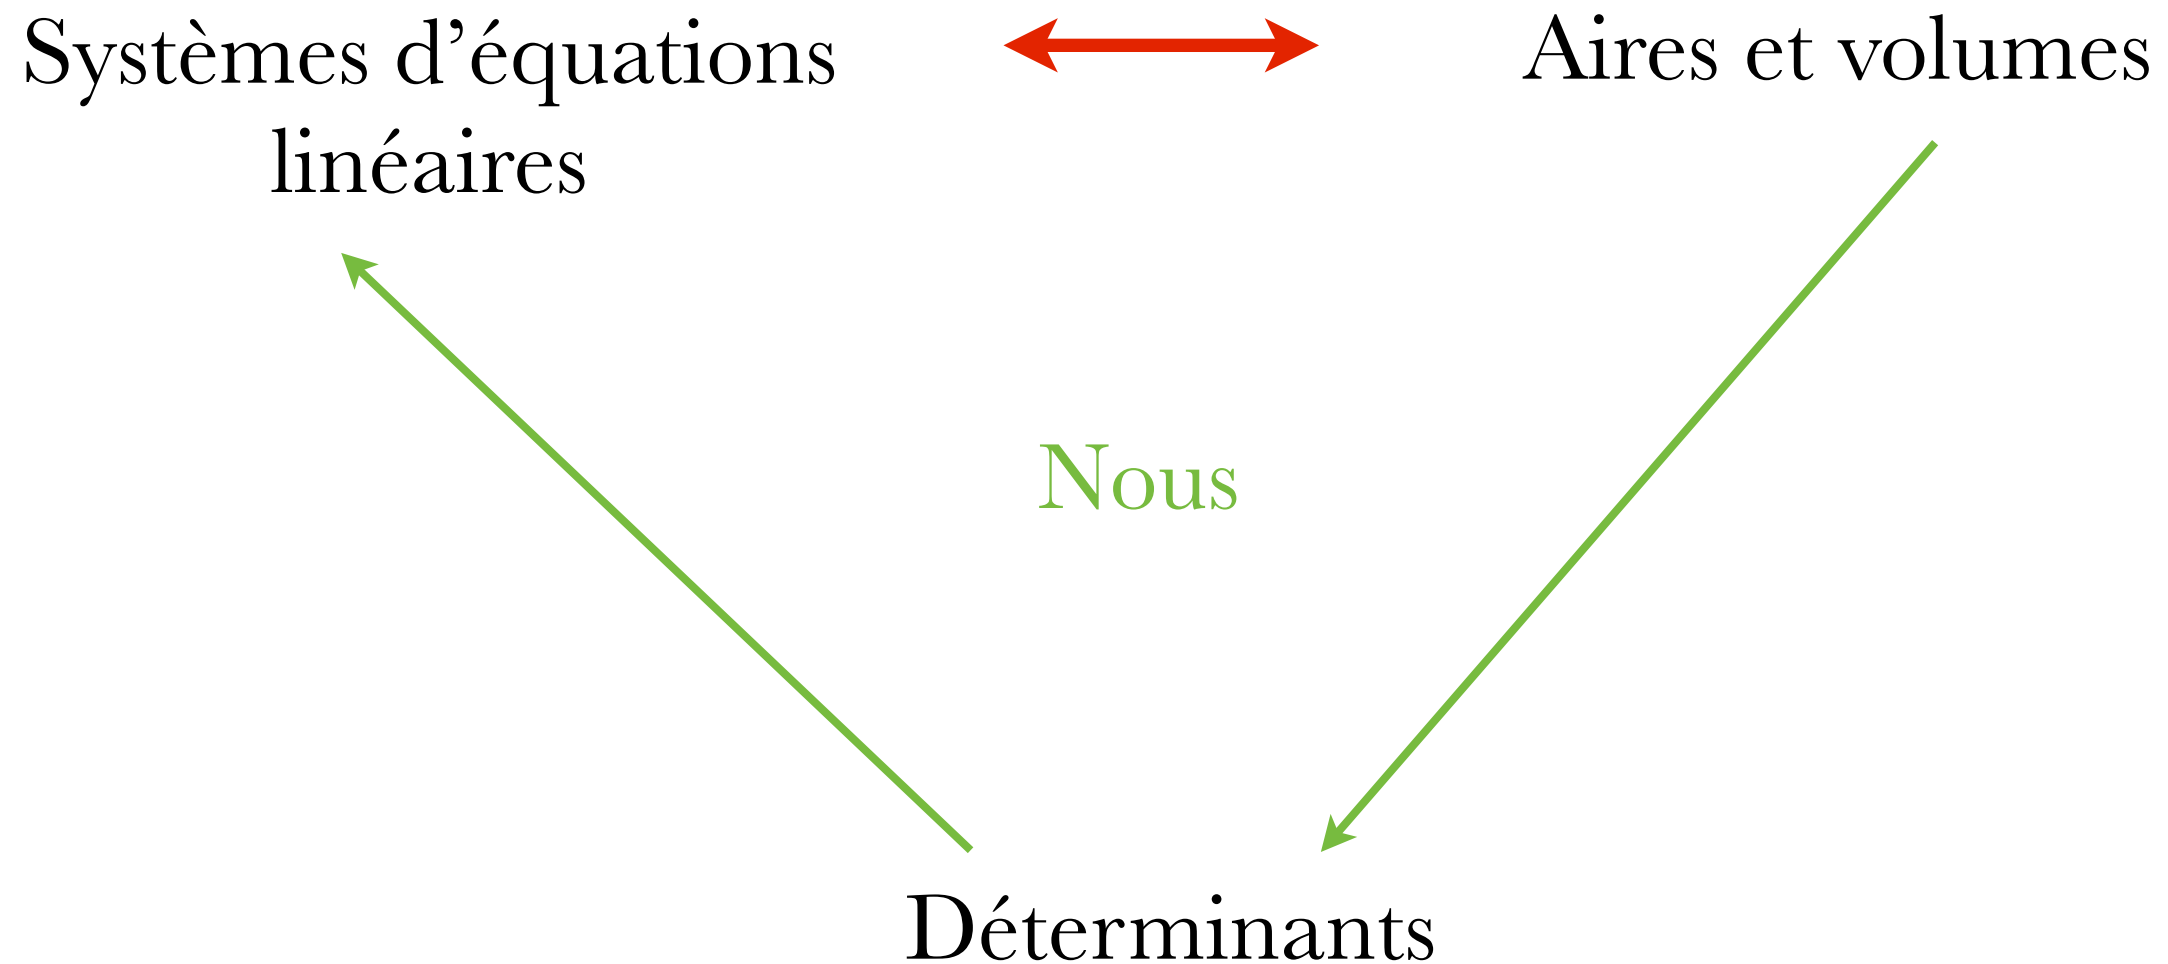 Systèmes d’équations
linéaires
Aires et volumes
Nous
Déterminants